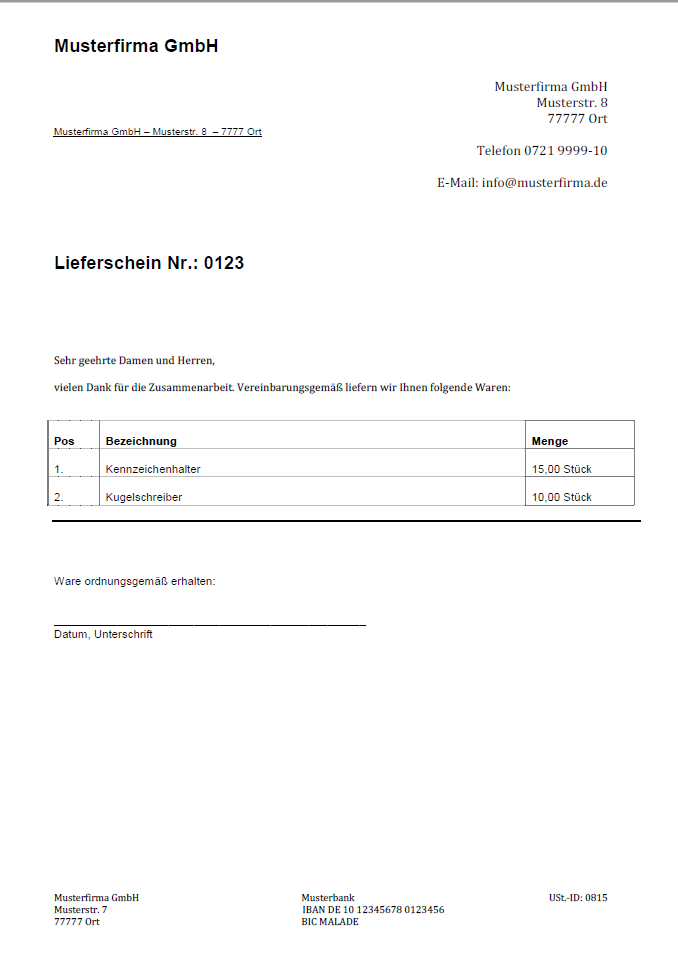 Musterfirma GmbH
Musterfirma GmbH
Musterstr. 8
77777 Ort
Musterfirma GmbH – Musterstr. 8 – 7777 Ort
Telefon 0721 9999-10
E-Mail: info@musterfirma.de
Lieferschein Nr.: 0123
Sehr geehrte Damen und Herren,
vielen Dank für die Zusammenarbeit. Vereinbarungsgemäß liefern wir Ihnen folgende Waren:
Pos Bezeichnung Menge
1. Kennzeichenhalter 15,00 Stück
2. Kugelschreiber 10,00 Stück
Ware ordnungsgemäß erhalten:
Datum, Unterschrift
Musterfirma GmbH Musterbank USt.-ID: 0815
Musterstr. 7 IBAN DE 10 12345678 0123456
77777 Ort BIC MALADE